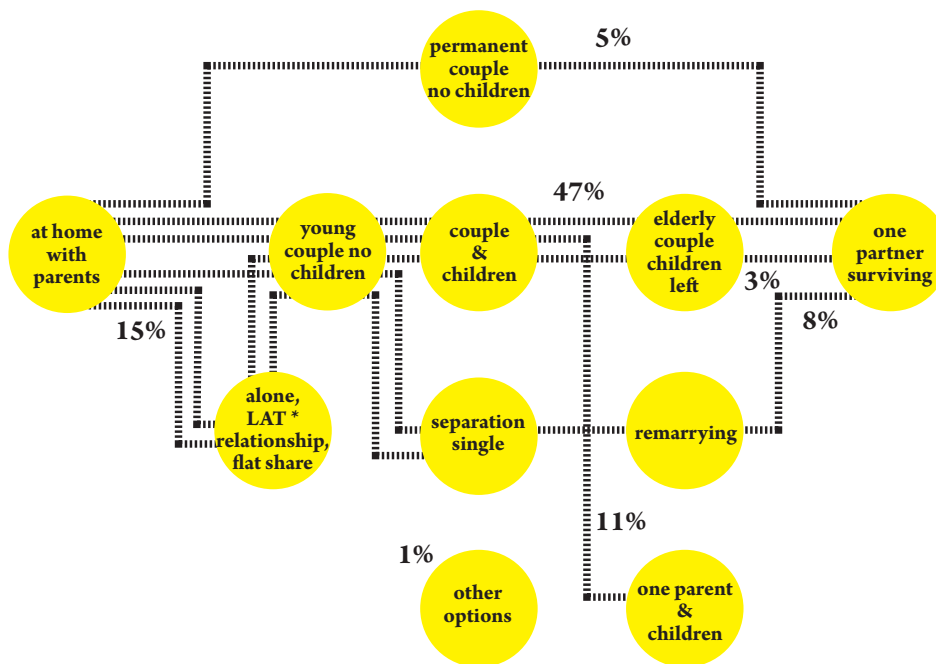 permanent
couple
no children
5%
47%
at home
with
parents
young
couple no
children
couple
&
children
elderly
couple
children
left
one
partner
surviving
3%
8%
15%
alone,
LAT *
relationship,
flat share
separation
single
remarrying
11%
1%
other
options
one parent
&
children